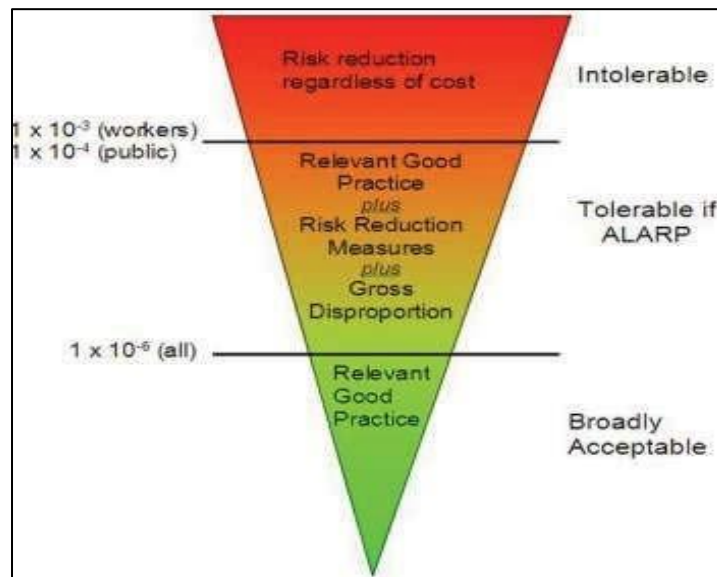 Risk reduction
regardless of cost
Intolerable
1 x 10⁻³ (workers)
1 x 10⁻⁴ (public)
Relevant Good
Practice
plus
Risk Reduction
Measures
plus
Gross
Disproportion
Tolerable if
ALARP
1 x 10⁻⁶ (all)
Relevant
Good
Practice
Broadly
Acceptable